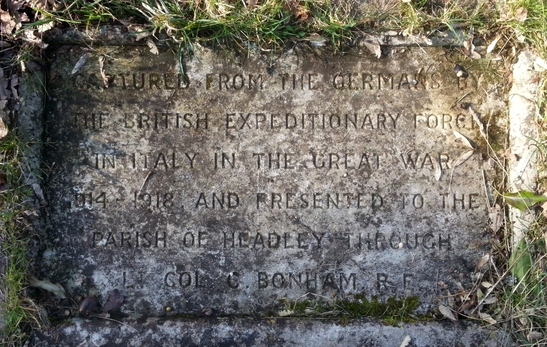 CAPTURED FROM THE GERMANS BY
THE BRITISH EXPEDITIONARY FORCE
IN ITALY IN THE GREAT WAR
1914-1918 AND PRESENTED TO THE
PARISH OF HEADLEY THROUGH
LT COL C. BONHAM R.E.